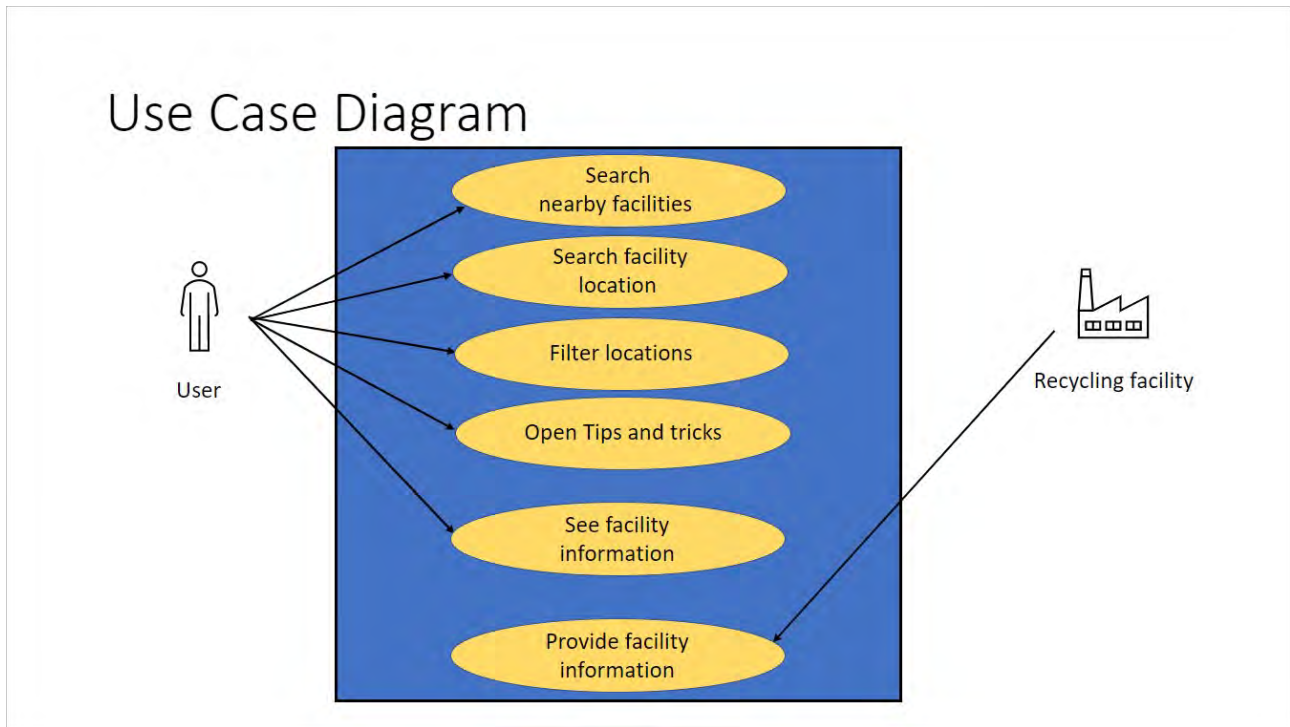 Use Case Diagram
Search
nearby facilities
Search facility
location
Filter locations
User
Recycling facility
Open Tips and tricks
See facility
information
Provide facility
information